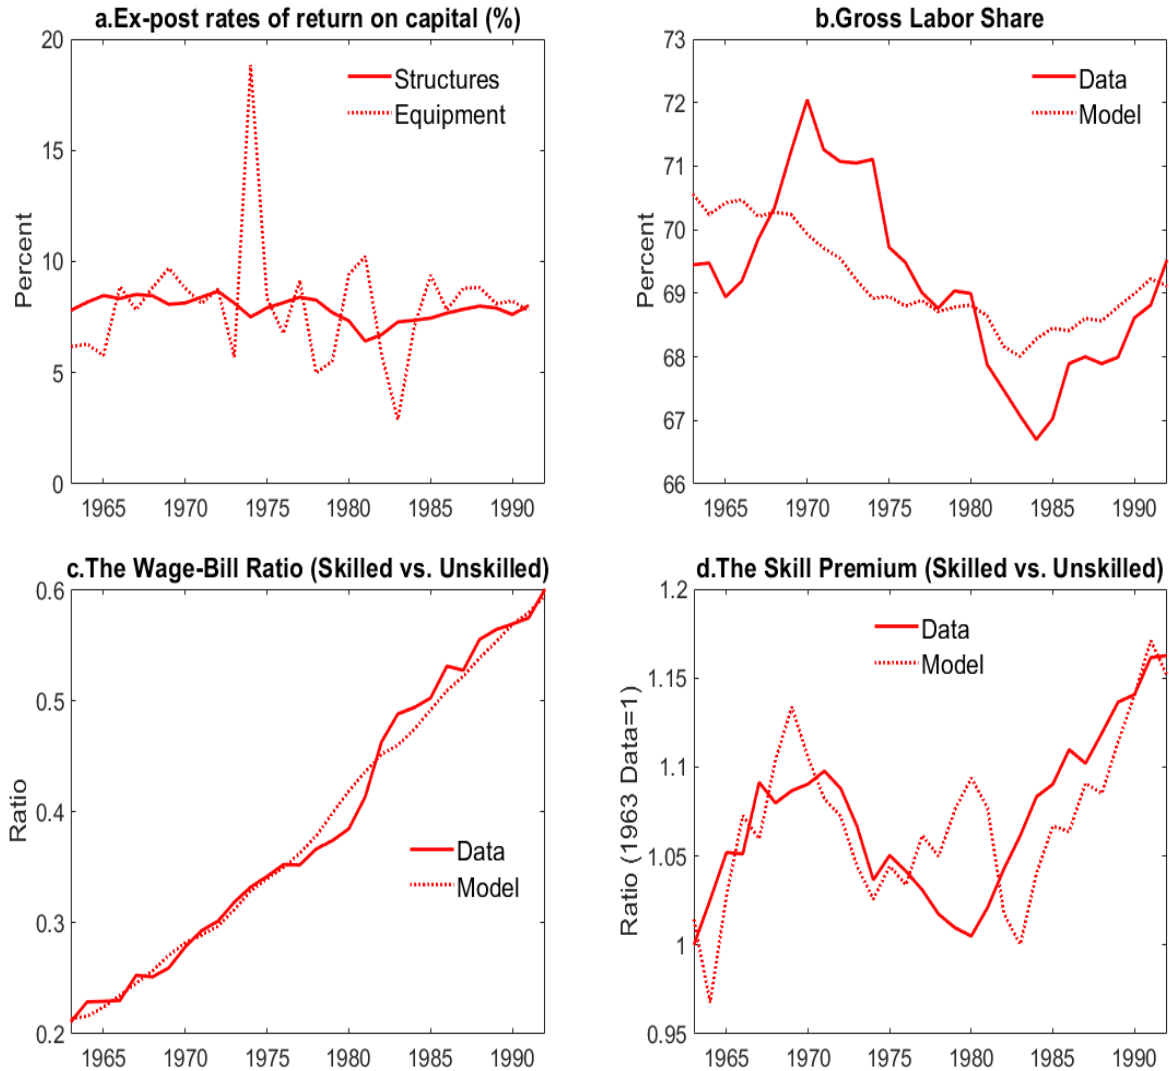 a.Ex-post rates of return on capital (%)
20
15
10
5
0
Percent
Structures
Equipment
1965 1970 1975 1980 1985 1990
b.Gross Labor Share
73
72
71
70
69
68
67
66
Percent
Data
Model
1965 1970 1975 1980 1985 1990
c.The Wage-Bill Ratio (Skilled vs. Unskilled)
0.6
0.5
0.4
0.3
0.2
Ratio
Data
Model
1965 1970 1975 1980 1985 1990
d.The Skill Premium (Skilled vs. Unskilled)
1.2
1.15
1.1
1.05
1
0.95
Ratio (1963 Data=1)
Data
Model
1965 1970 1975 1980 1985 1990